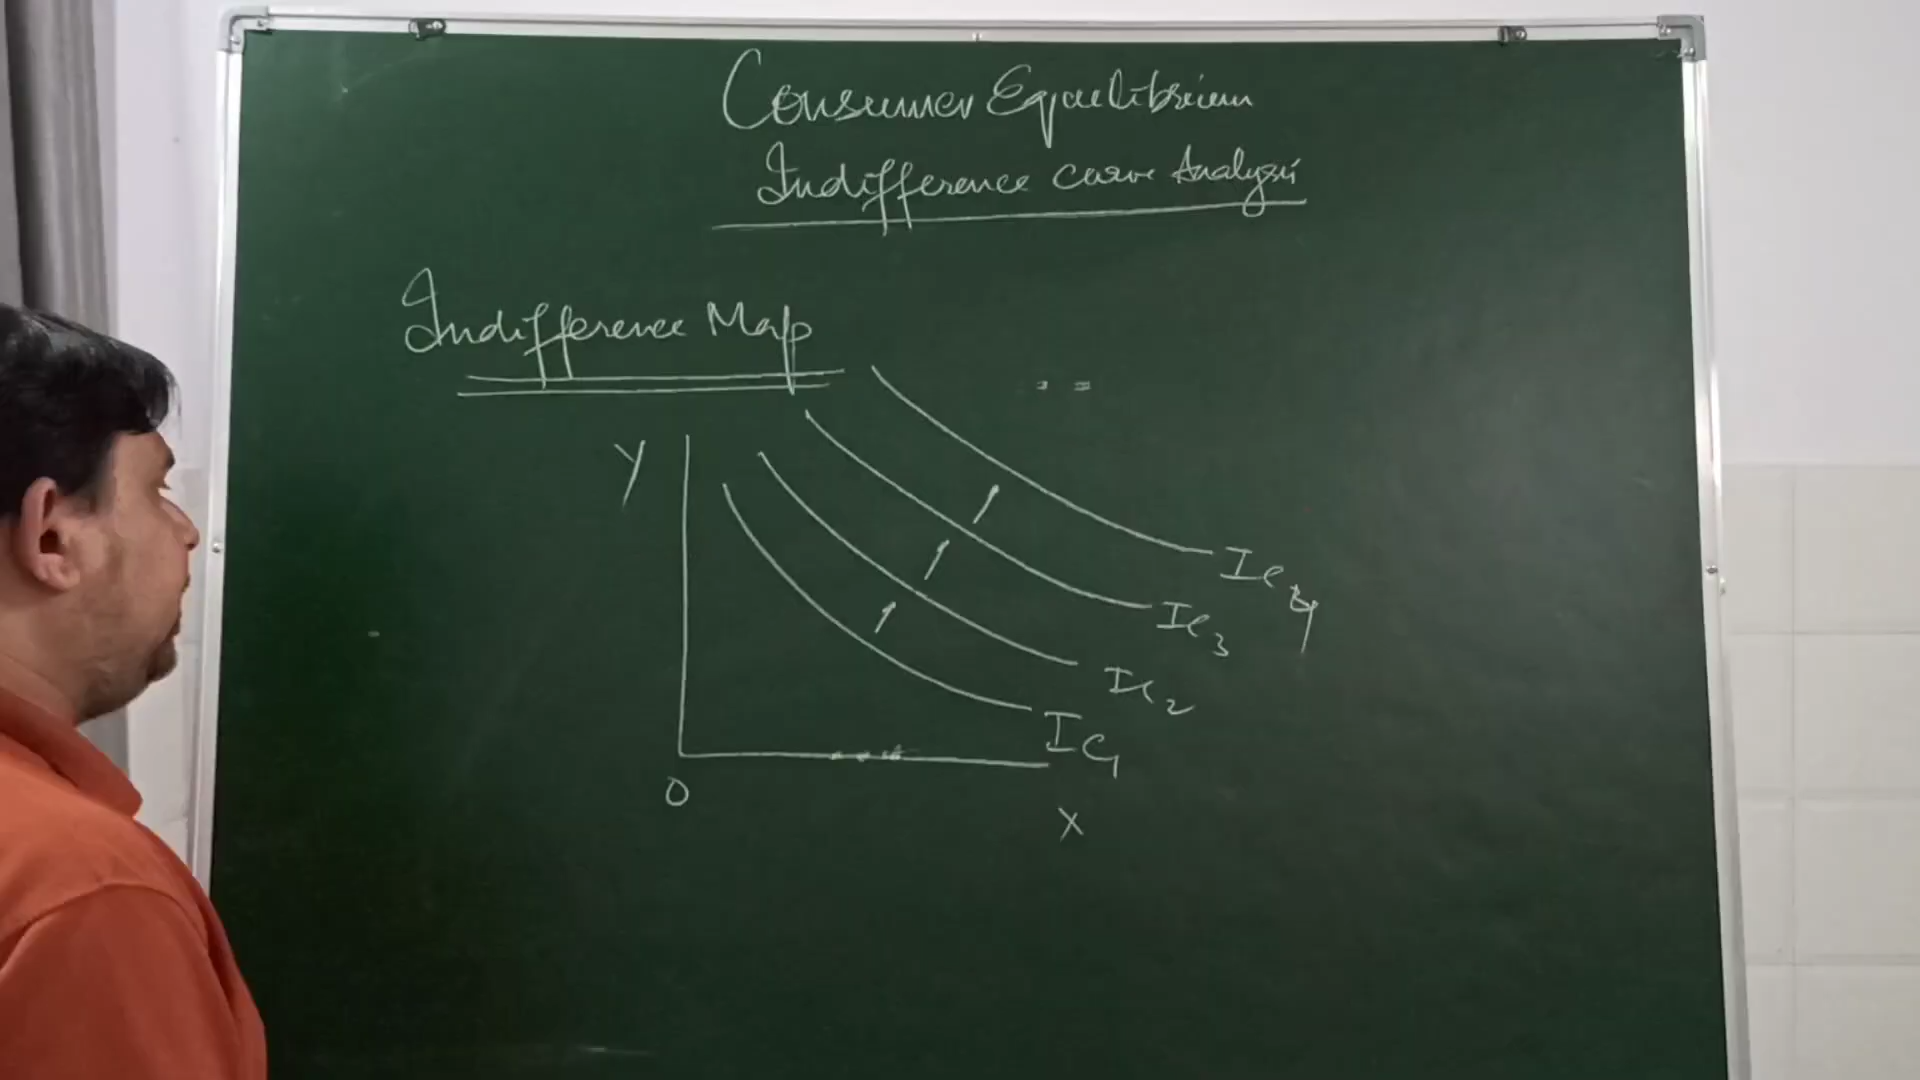 Consumer Equilibrium
Indifference curve Analysis
Indifference Map
Y
IC4
IC3
IC2
IC1
O
X